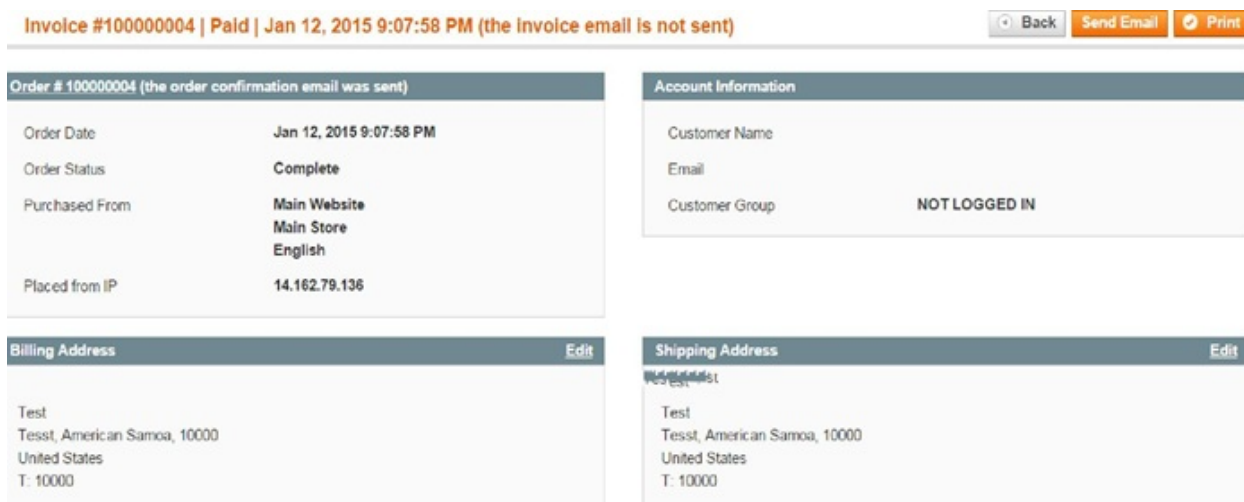 Invoice #100000004 | Paid | Jan 12, 2015 9:07:58 PM (the invoice email is not sent)
Back
Send Email
Print
Order # 100000004 (the order confirmation email was sent)
Order Date Jan 12, 2015 9:07:58 PM
Order Status Complete
Purchased From Main Website
Main Store
English
Placed from IP 14.162.79.136
Account Information
Customer Name
Email
Customer Group NOT LOGGED IN
Billing Address Edit
Test
Tesst, American Samoa, 10000
United States
T: 10000
Shipping Address Edit
Test
Tesst, American Samoa, 10000
United States
T: 10000